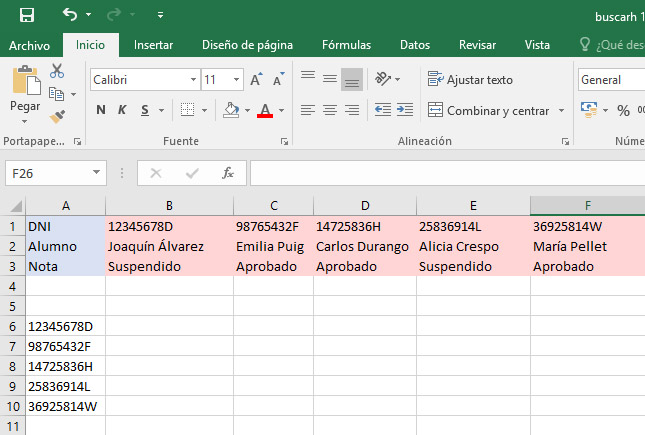 buscarh 1
Archivo Inicio Insertar Diseño de página Fórmulas Datos Revisar Vista ¿Qué des
Pegar
Calibri 11 A A Ajustar texto General
N K S A Combinar y centrar % 00
Portapape... Fuente Alineación Núme
F26 fx
A B C D E F
1 DNI 12345678D 98765432F 14725836H 25836914L 36925814W
2 Alumno Joaquín Álvarez Emilia Puig Carlos Durango Alicia Crespo María Pellet
3 Nota Suspendido Aprobado Aprobado Suspendido Aprobado
4
5
6 12345678D
7 98765432F
8 14725836H
9 25836914L
10 36925814W
11